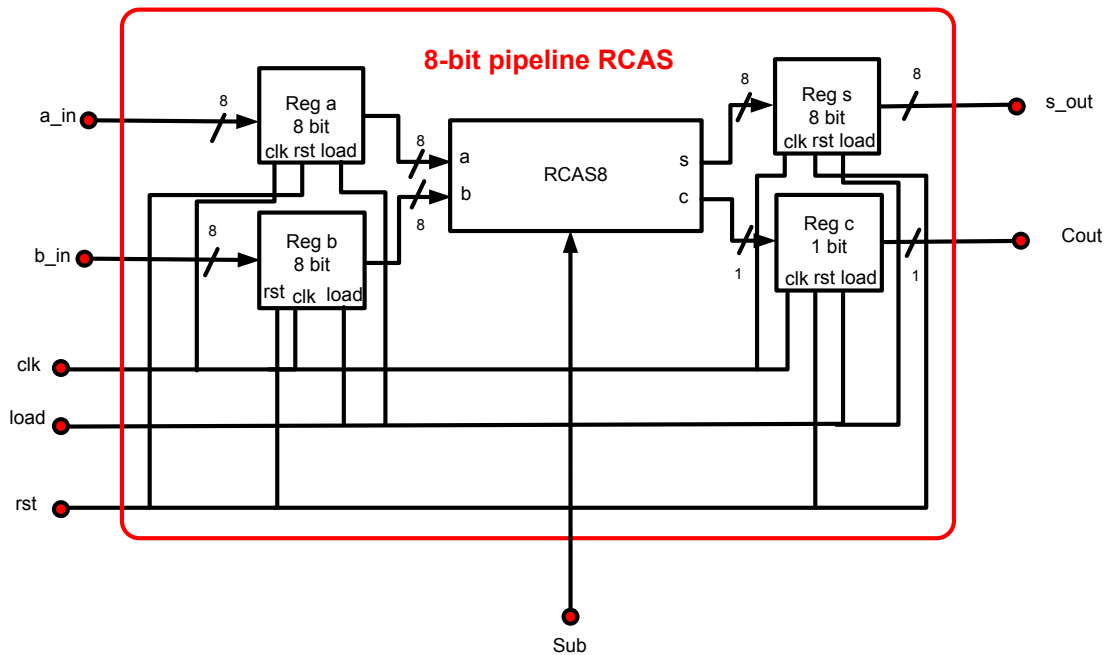 8-bit pipeline RCAS
a_in
8
Reg a
8 bit
clk rst load
8
a
b
8
RCAS8
s
c
8
Reg s
8 bit
clk rst load
8
s_out
b_in
8
Reg b
8 bit
rst clk load
1
Reg c
1 bit
clk rst load
1
Cout
clk
load
rst
Sub